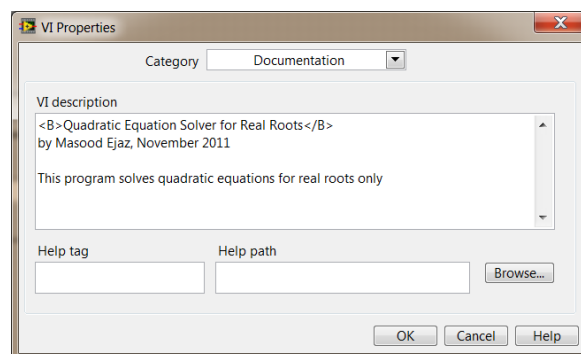 VI Properties
Category Documentation
VI description
<B>Quadratic Equation Solver for Real Roots</B>
by Masood Ejaz, November 2011
This program solves quadratic equations for real roots only
Help tag Help path
Browse...
OK Cancel Help